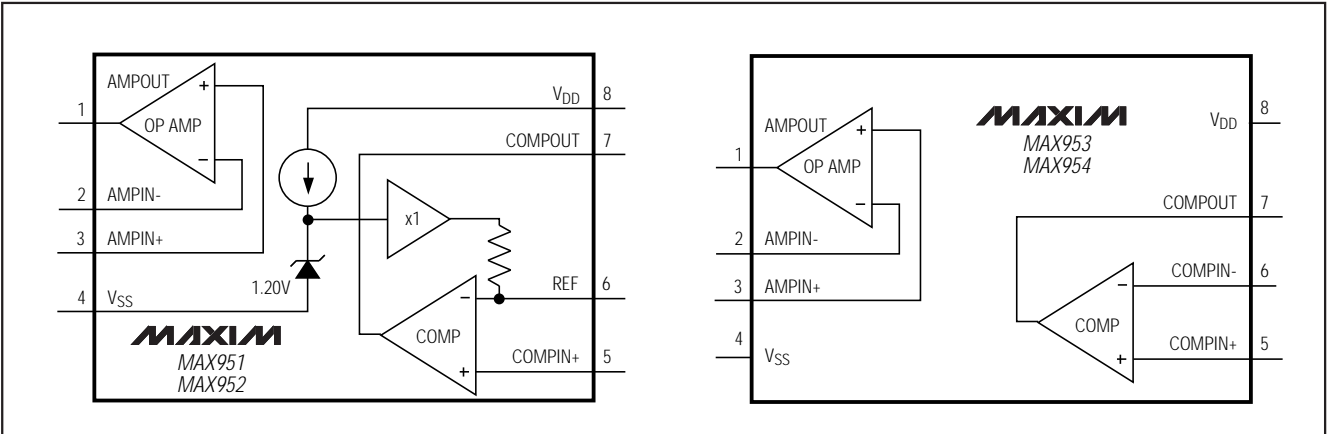 AMPOUT
+
1
OP AMP
−
2 AMPIN-
3 AMPIN+
4 VSS
1.20V
VDD 8
COMPOUT 7
x1
REF 6
−
COMP
COMPIN+ 5
+
MAXIM
MAX951
MAX952
AMPOUT
+
1
OP AMP
−
2 AMPIN-
3 AMPIN+
4 VSS
MAXIM
MAX953
MAX954
VDD 8
COMPOUT 7
COMPIN- 6
−
COMP
COMPIN+ 5
+